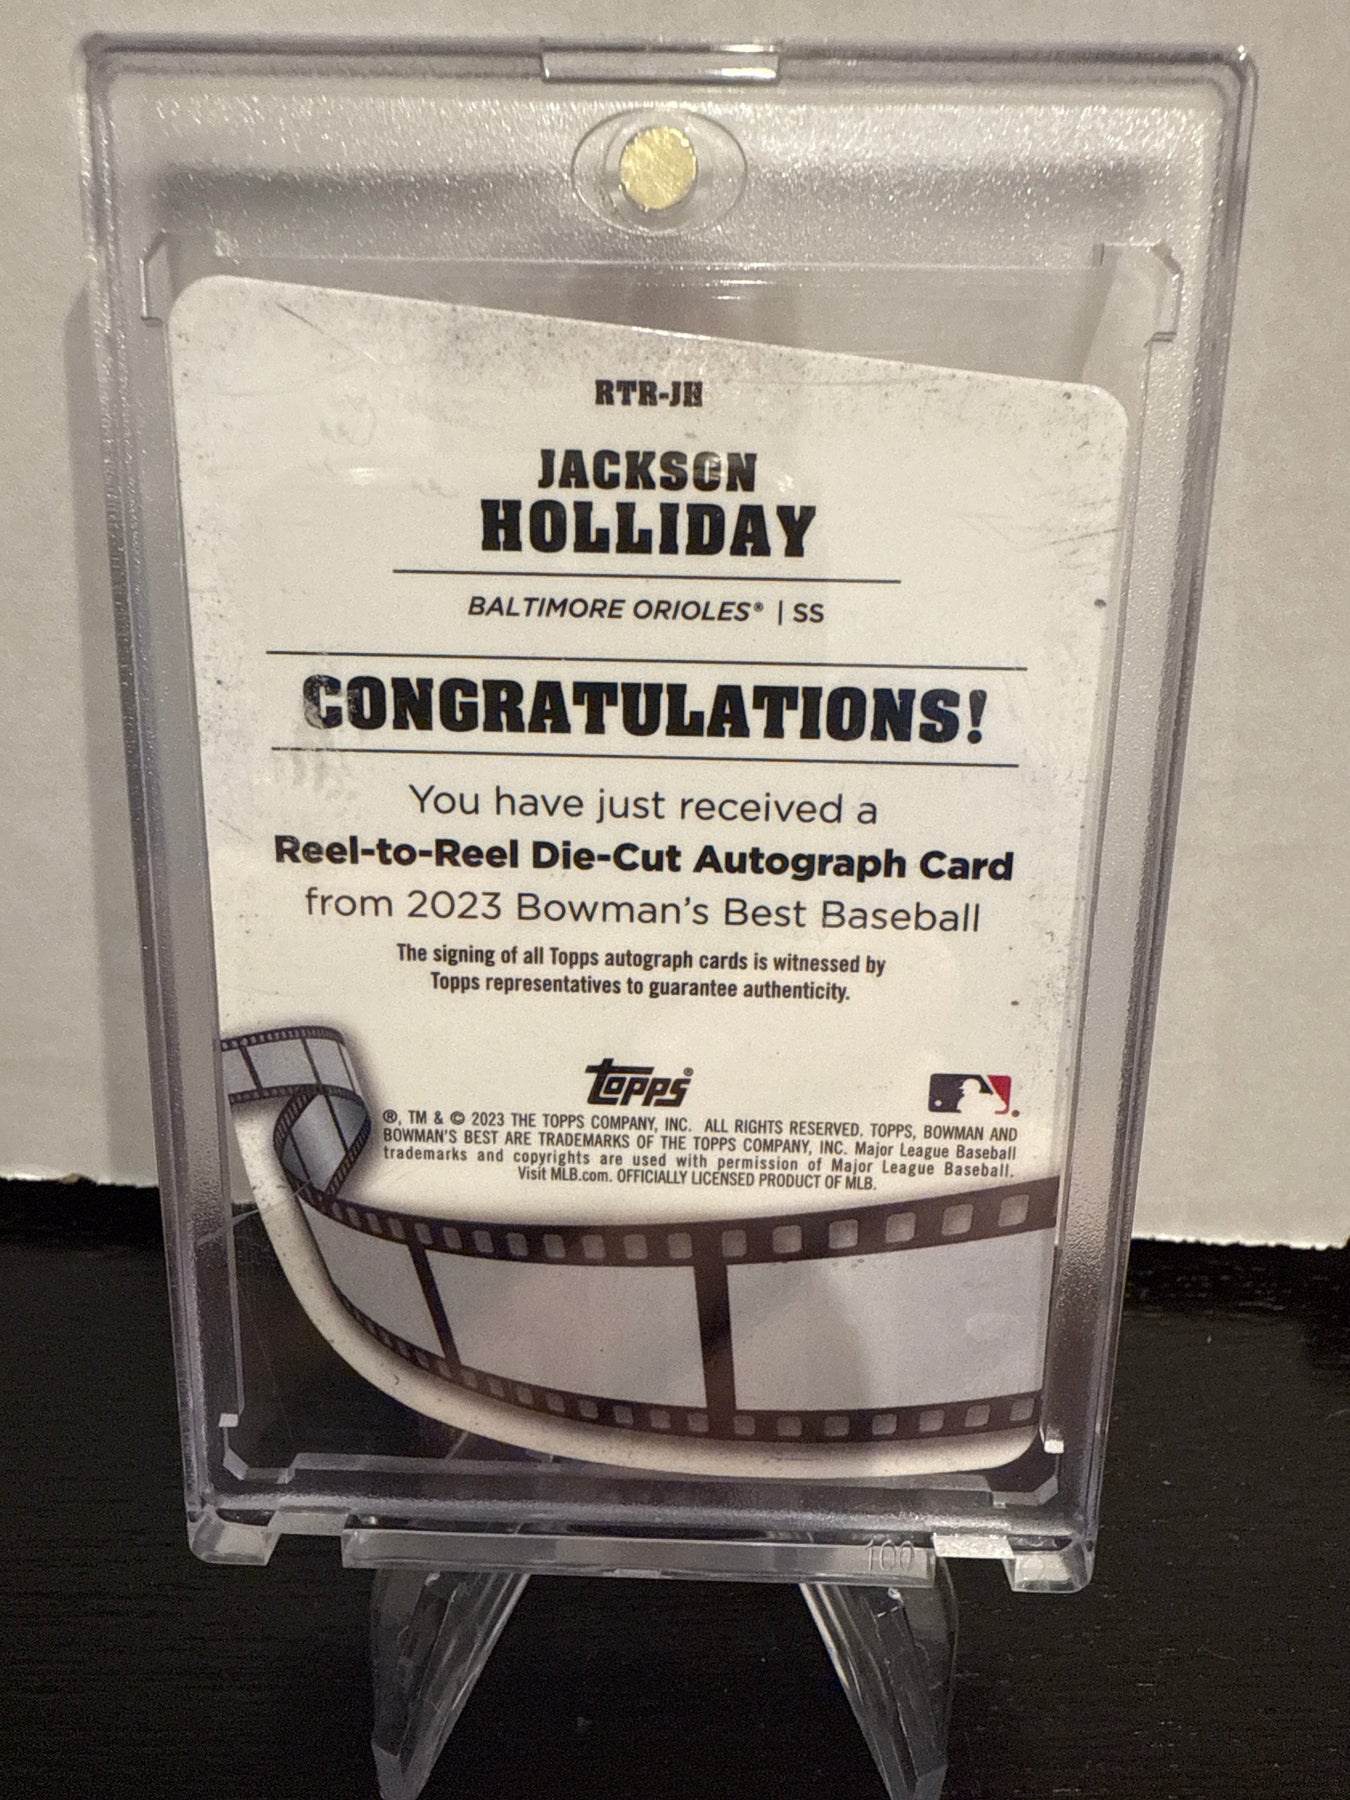 RTR-JH
JACKSON
HOLLIDAY
BALTIMORE ORIOLES® | SS
CONGRATULATIONS!
You have just received a
Reel-to-Reel Die-Cut Autograph Card
from 2023 Bowman's Best Baseball
The signing of all Topps autograph cards is witnessed by
Topps representatives to guarantee authenticity.
topps®
®, TM & © 2023 THE TOPPS COMPANY, INC. ALL RIGHTS RESERVED. TOPPS, BOWMAN AND
BOWMAN'S BEST ARE TRADEMARKS OF THE TOPPS COMPANY, INC. Major League Baseball
trademarks and copyrights are used with permission of Major League Baseball.
Visit MLB.com. OFFICIALLY LICENSED PRODUCT OF MLB.
100